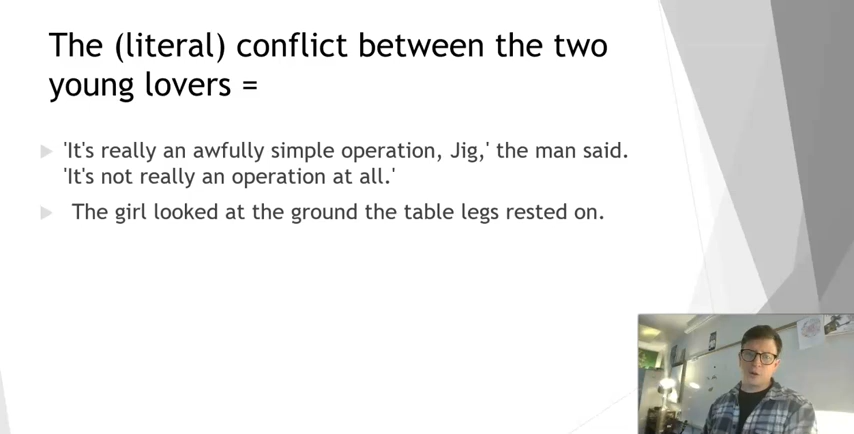 The (literal) conflict between the two
young lovers =
'It's really an awfully simple operation, Jig,' the man said.
'It's not really an operation at all.'
The girl looked at the ground the table legs rested on.